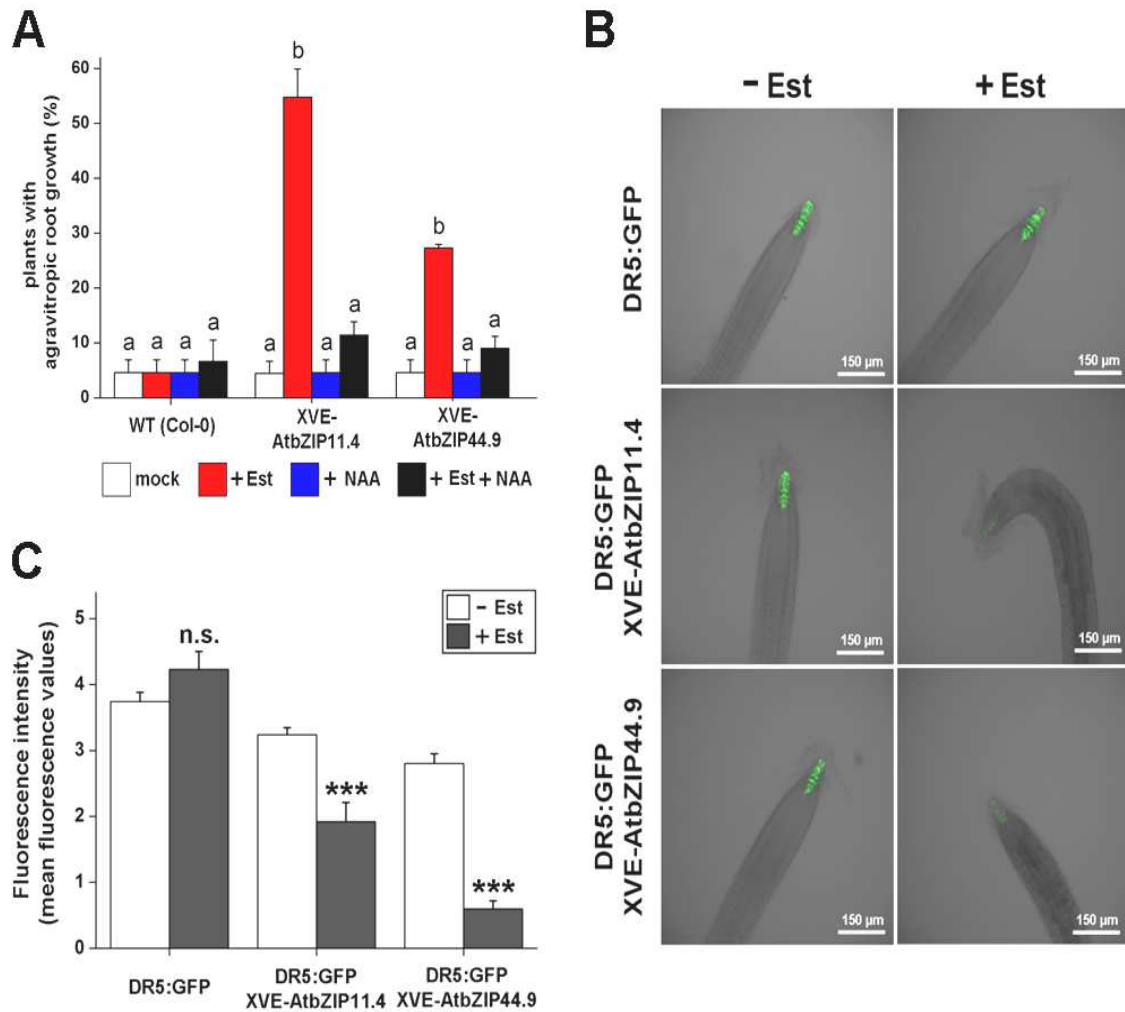 A
plants with
agravitropic root growth (%)
60
50
40
30
20
10
0
a
a
a
a
a
b
a
a
a
b
a
a
WT (Col-0)
XVE-
AtbZIP11.4
XVE-
AtbZIP44.9
mock
+ Est
+ NAA
+ Est + NAA
B
- Est
+ Est
DR5:GFP
150 µm
150 µm
DR5:GFP
XVE-AtbZIP11.4
150 µm
150 µm
DR5:GFP
XVE-AtbZIP44.9
150 µm
150 µm
C
Fluorescence intensity
(mean fluorescence values)
5
4
3
2
1
0
- Est
+ Est
n.s.
***
***
DR5:GFP
DR5:GFP
XVE-AtbZIP11.4
DR5:GFP
XVE-AtbZIP44.9